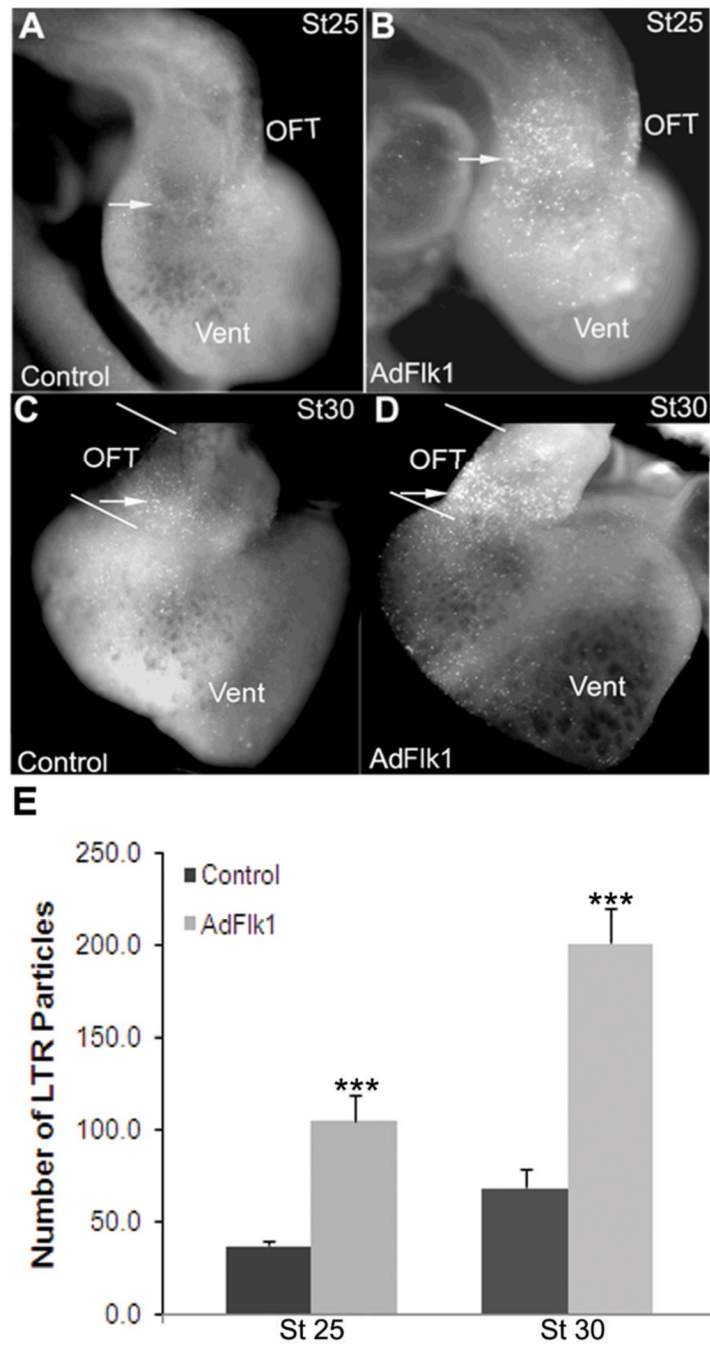 A
St25
OFT
Vent
Control
B
St25
OFT
Vent
AdFlk1
C
St30
OFT
Vent
Control
D
St30
OFT
Vent
AdFlk1
E
Number of LTR Particles
250.0
200.0
150.0
100.0
50.0
0.0
Control
AdFlk1
***
***
St 25
St 30